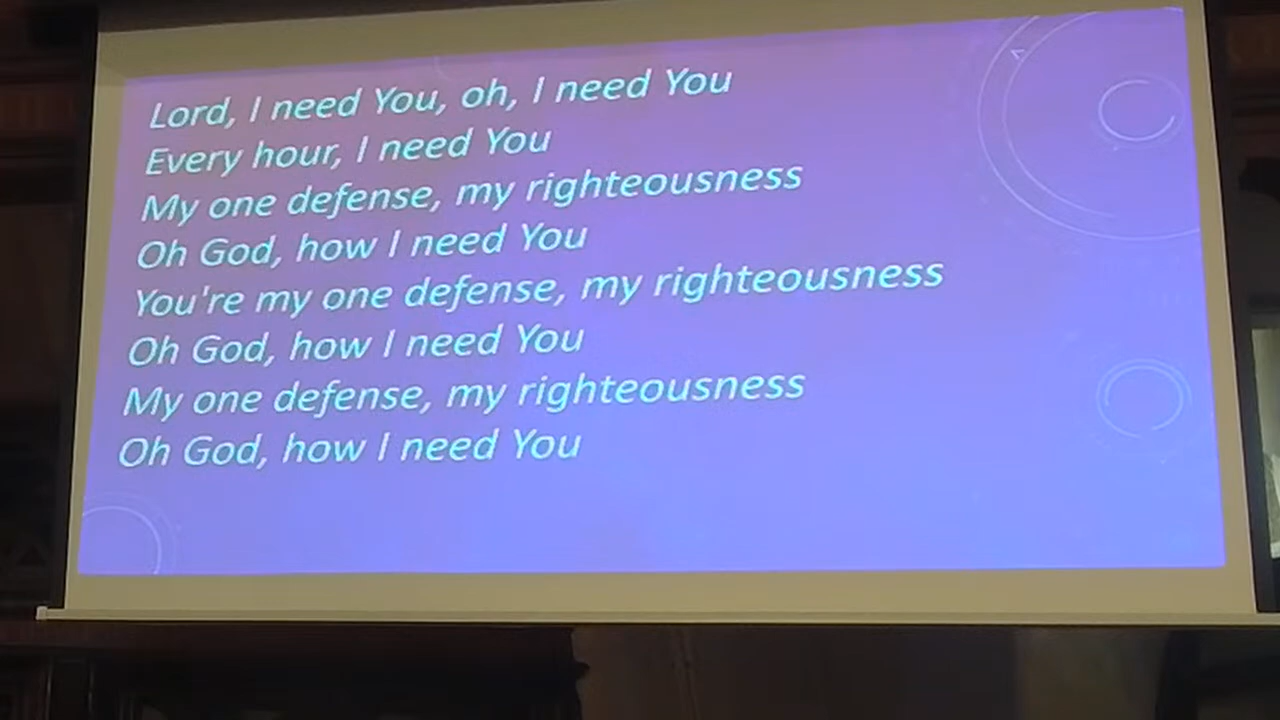 Lord, I need You, oh, I need You
Every hour, I need You
My one defense, my righteousness
Oh God, how I need You
You're my one defense, my righteousness
Oh God, how I need You
My one defense, my righteousness
Oh God, how I need You